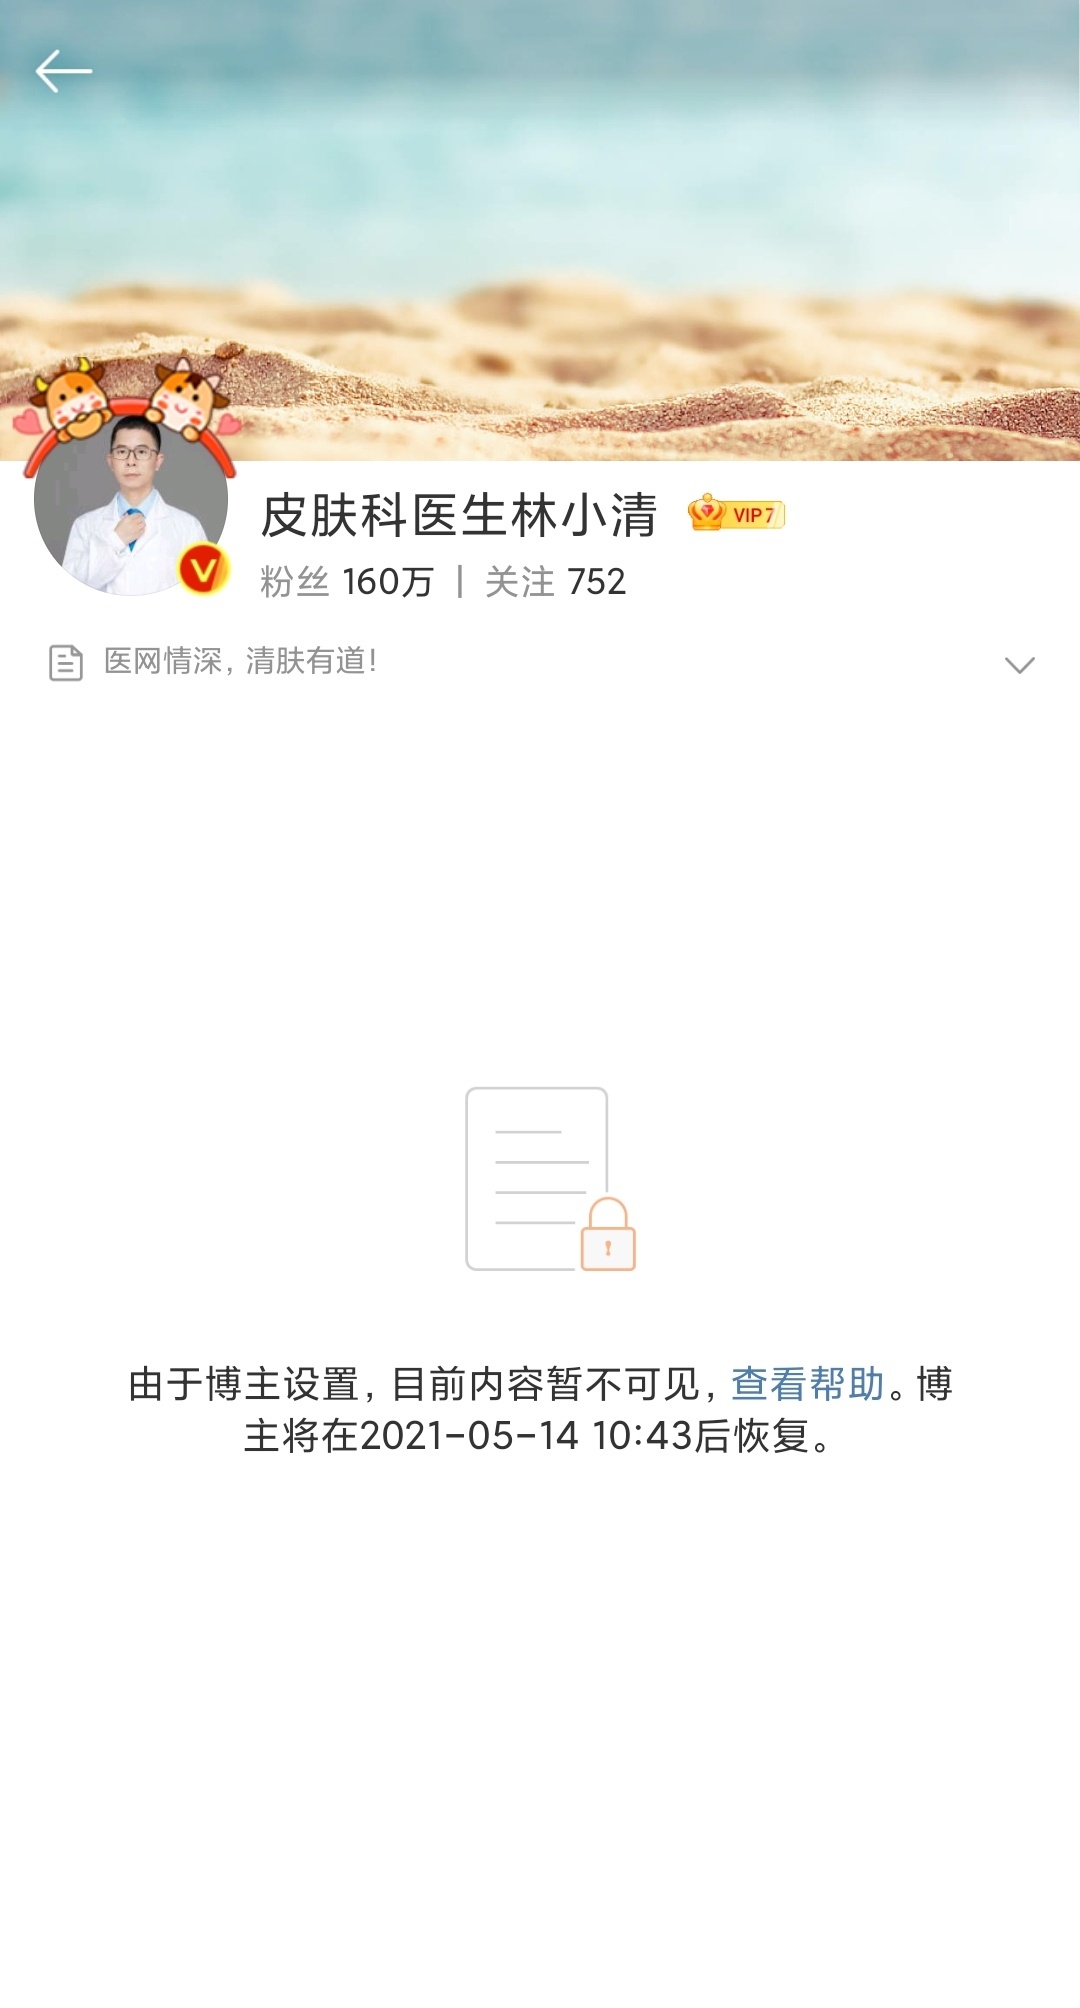 皮肤科医生林小清 VIP 7
粉丝 160万 | 关注 752
医网情深,清肤有道!
由于博主设置,目前内容暂不可见,查看帮助。博
主将在2021-05-14 10:43后恢复。